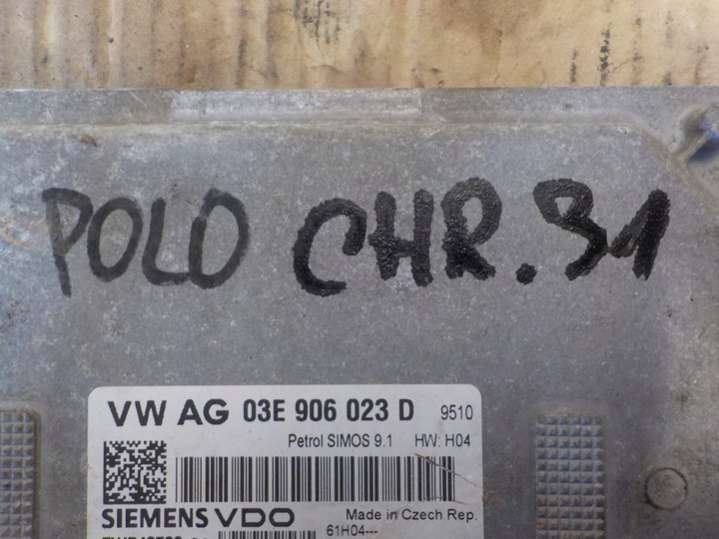 POLO CHR. 91
VW AG 03E 906 023 D 9510
Petrol SIMOS 9.1 HW: H04
SIEMENS VDO Made in Czech Rep.
61H04---